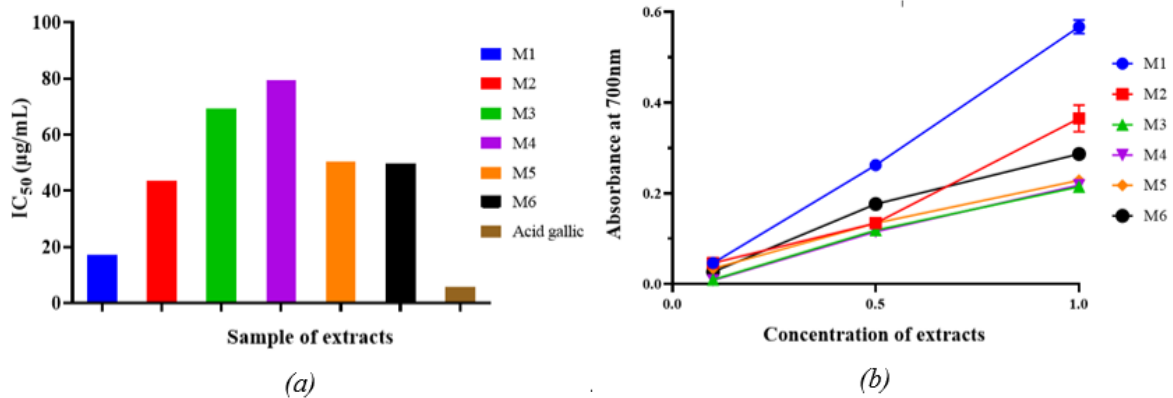 100
80
60
40
20
0
IC50 (µg/mL)
Sample of extracts
M1
M2
M3
M4
M5
M6
Acid gallic
(a)
0.6
0.4
0.2
0.0
Absorbance at 700nm
0.0
0.5
1.0
Concentration of extracts
M1
M2
M3
M4
M5
M6
(b)